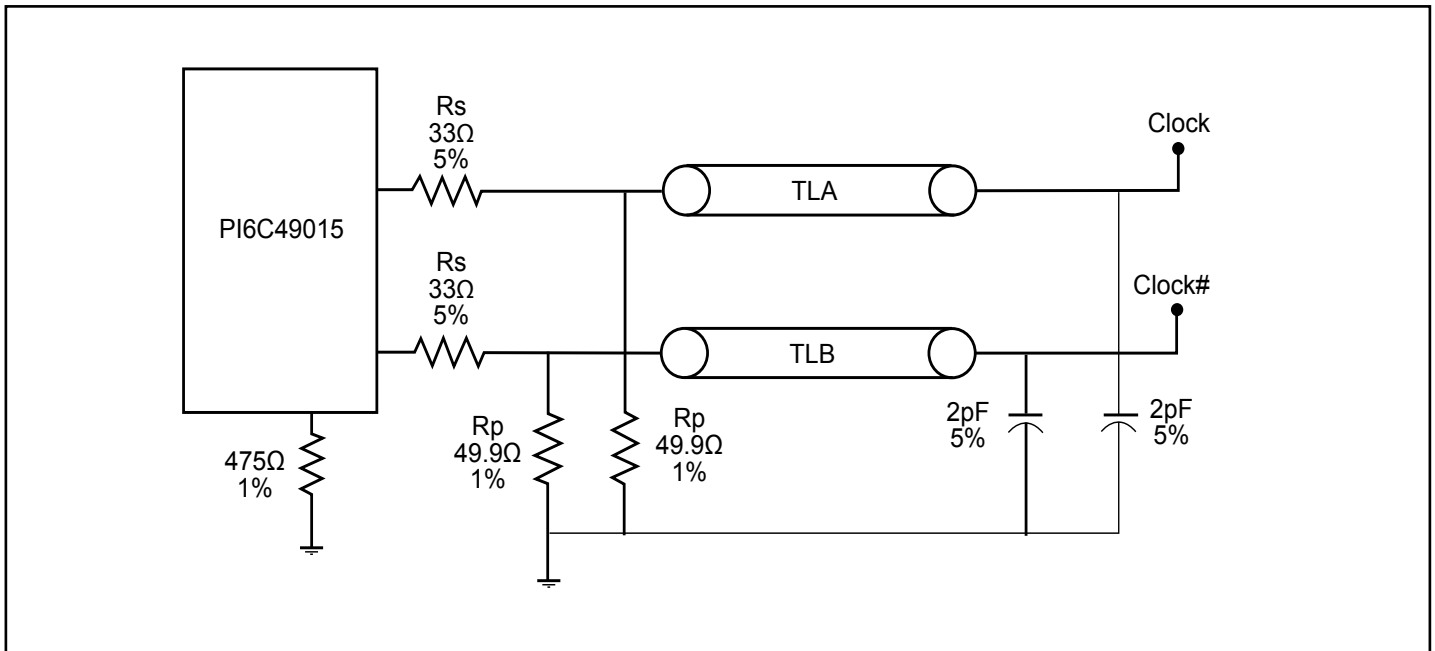 Rs
33Ω
5%
Clock
PI6C49015
TLA
Rs
33Ω
5%
Clock#
TLB
475Ω
1%
Rp
49.9Ω
1%
Rp
49.9Ω
1%
2pF
5%
2pF
5%